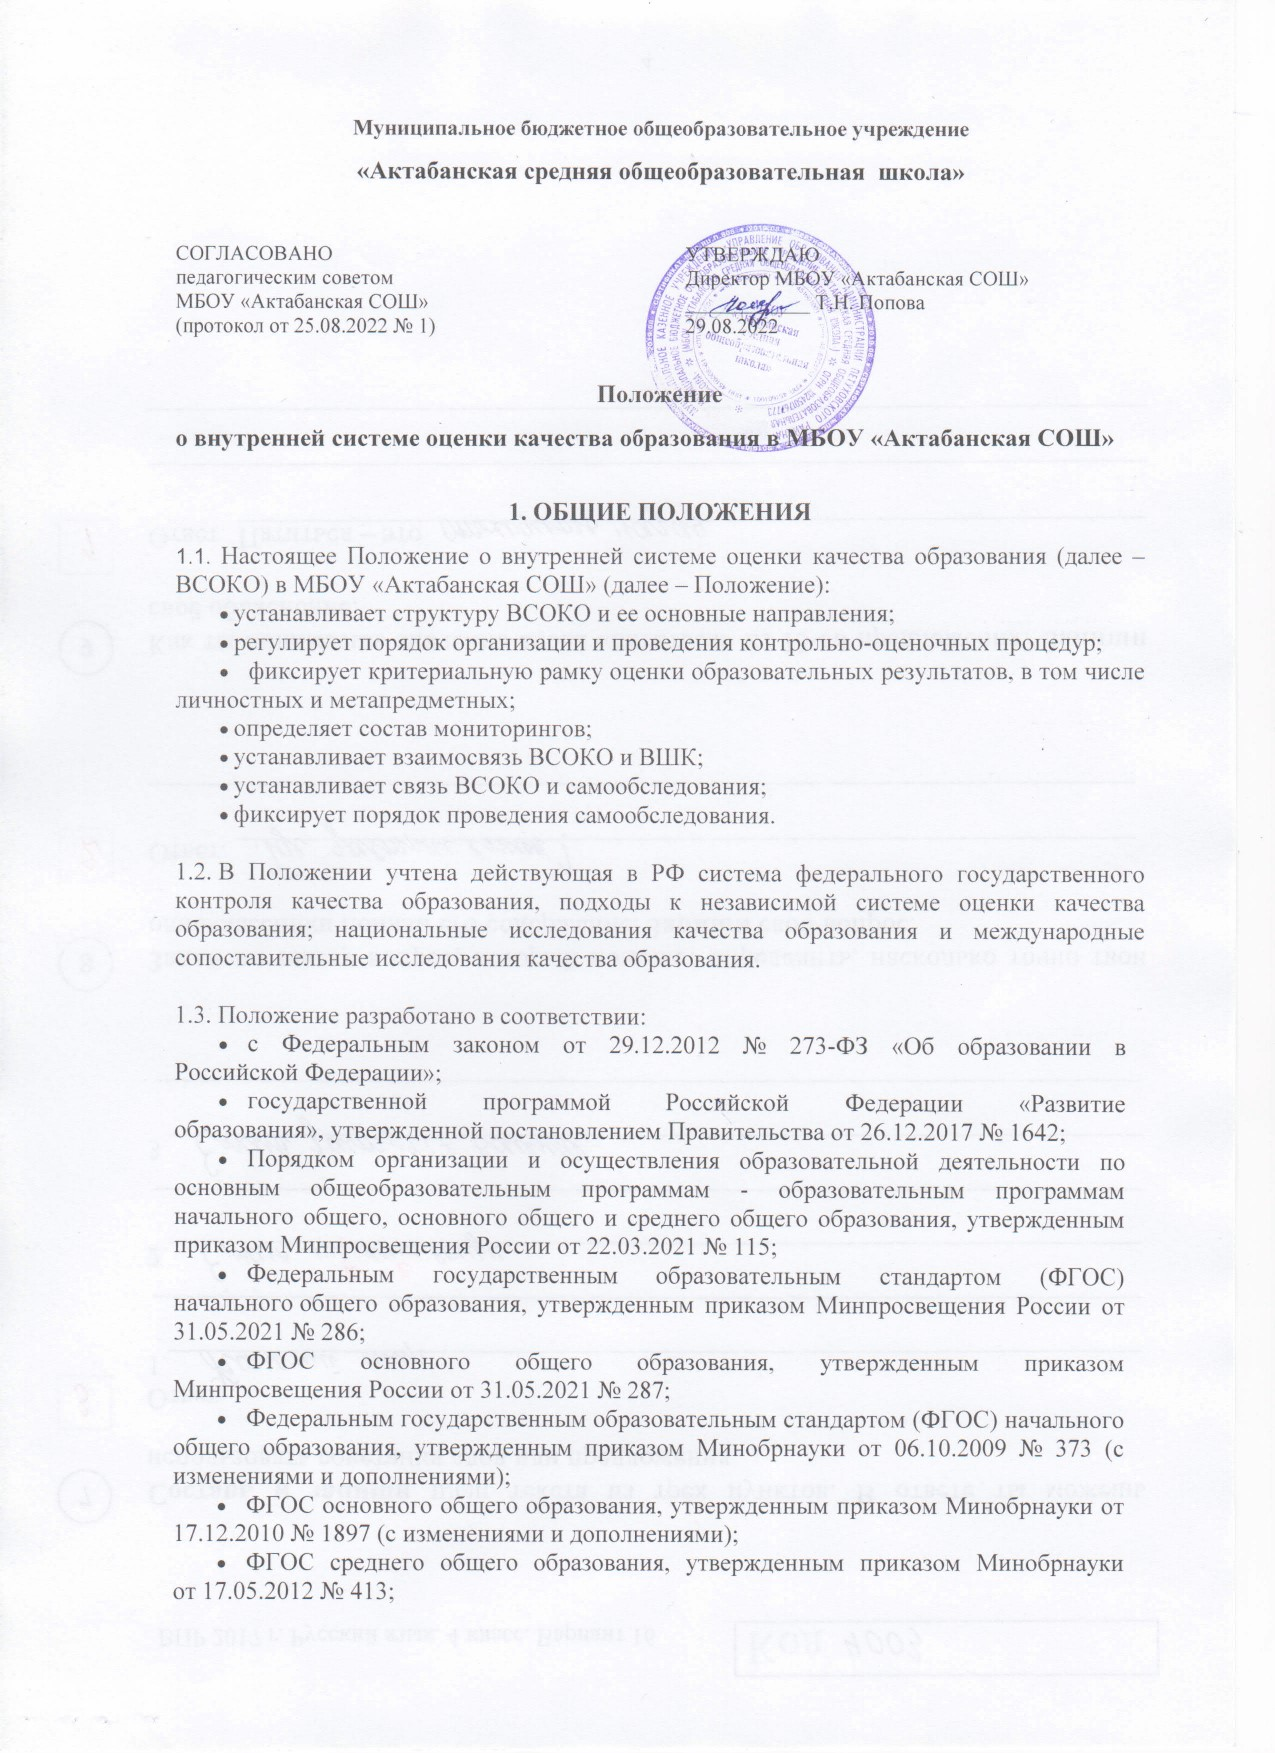 Муниципальное бюджетное общеобразовательное учреждение
«Актабанская средняя общеобразовательная школа»
СОГЛАСОВАНО
педагогическим советом
МБОУ «Актабанская СОШ»
(протокол от 25.08.2022 № 1)
УТВЕРЖДАЮ
Директор МБОУ «Актабанская СОШ»
Т.Н. Попова
29.08.2022
Положение
о внутренней системе оценки качества образования в МБОУ «Актабанская СОШ»
1. ОБЩИЕ ПОЛОЖЕНИЯ
1.1. Настоящее Положение о внутренней системе оценки качества образования (далее –
ВСОКО) в МБОУ «Актабанская СОШ» (далее – Положение):
• устанавливает структуру ВСОКО и ее основные направления;
• регулирует порядок организации и проведения контрольно-оценочных процедур;
• фиксирует критериальную рамку оценки образовательных результатов, в том числе
личностных и метапредметных;
• определяет состав мониторингов;
• устанавливает взаимосвязь ВСОКО и ВШК;
• устанавливает связь ВСОКО и самообследования;
• фиксирует порядок проведения самообследования.
1.2. В Положении учтена действующая в РФ система федерального государственного
контроля качества образования, подходы к независимой системе оценки качества
образования; национальные исследования качества образования и международные
сопоставительные исследования качества образования.
1.3. Положение разработано в соответствии:
• с Федеральным законом от 29.12.2012 № 273-ФЗ «Об образовании в
Российской Федерации»;
• государственной программой Российской Федерации «Развитие
образования», утвержденной постановлением Правительства от 26.12.2017 № 1642;
• Порядком организации и осуществления образовательной деятельности по
основным общеобразовательным программам - образовательным программам
начального общего, основного общего и среднего общего образования, утвержденным
приказом Минпросвещения России от 22.03.2021 № 115;
• Федеральным государственным образовательным стандартом (ФГОС)
начального общего образования, утвержденным приказом Минпросвещения России от
31.05.2021 № 286;
• ФГОС основного общего образования, утвержденным приказом
Минпросвещения России от 31.05.2021 № 287;
• Федеральным государственным образовательным стандартом (ФГОС) начального
общего образования, утвержденным приказом Минобрнауки от 06.10.2009 № 373 (с
изменениями и дополнениями);
• ФГОС основного общего образования, утвержденным приказом Минобрнауки от
17.12.2010 № 1897 (с изменениями и дополнениями);
• ФГОС среднего общего образования, утвержденным приказом Минобрнауки
от 17.05.2012 № 413;